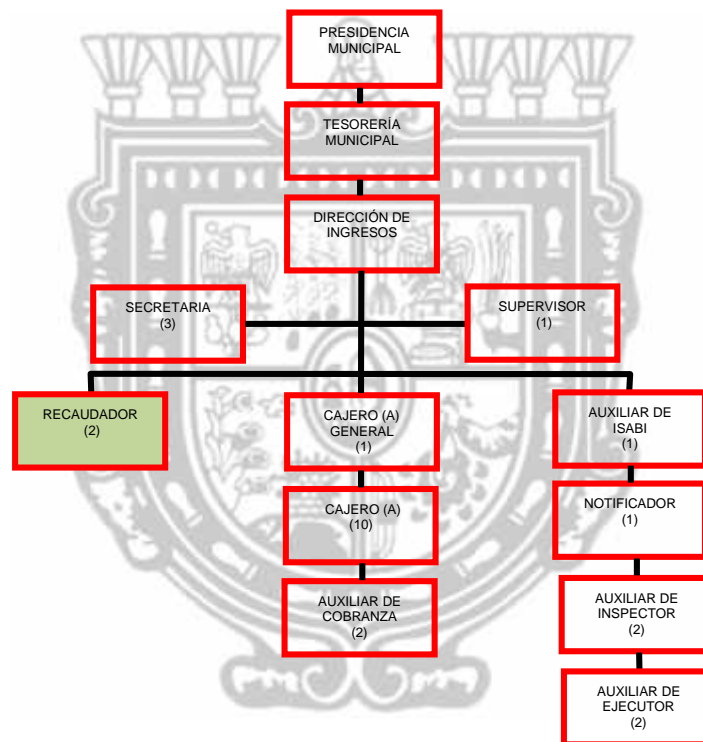 PRESIDENCIA
MUNICIPAL
TESORERÍA
MUNICIPAL
DIRECCIÓN DE
INGRESOS
SECRETARIA
(3)
SUPERVISOR
(1)
RECAUDADOR
(2)
CAJERO (A)
GENERAL
(1)
AUXILIAR DE
ISABI
(1)
CAJERO (A)
(10)
NOTIFICADOR
(1)
AUXILIAR DE
COBRANZA
(2)
AUXILIAR DE
INSPECTOR
(2)
AUXILIAR DE
EJECUTOR
(2)